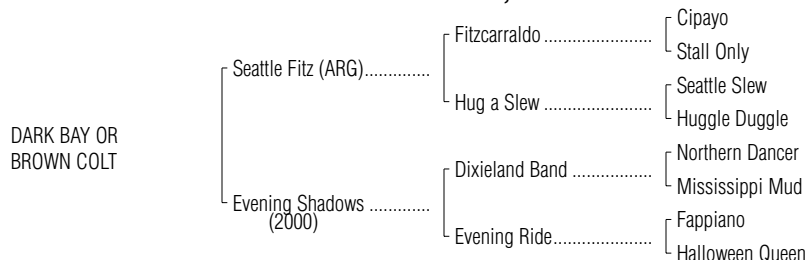 Cipayo
Fitzcarraldo .......................
Stall Only
Seattle Fitz (ARG)..............
Seattle Slew
Hug a Slew .......................
Huggle Duggle
DARK BAY OR
BROWN COLT
Northern Dancer
Dixieland Band .................
Mississippi Mud
Evening Shadows .............
(2000)
Fappiano
Evening Ride.....................
Halloween Queen